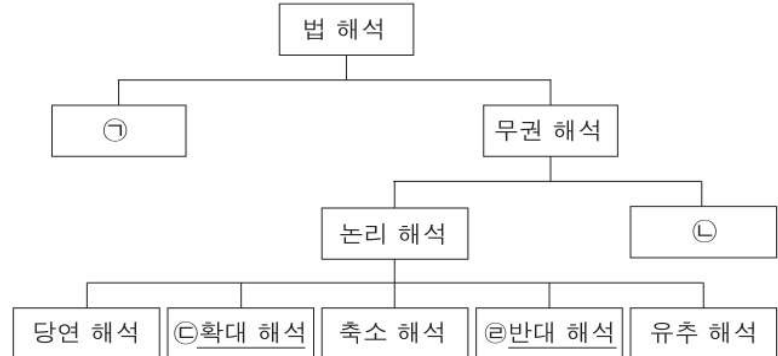 법 해석
㉠
무권 해석
논리 해석
㉡
당연 해석
㉢확대 해석
축소 해석
㉣반대 해석
유추 해석